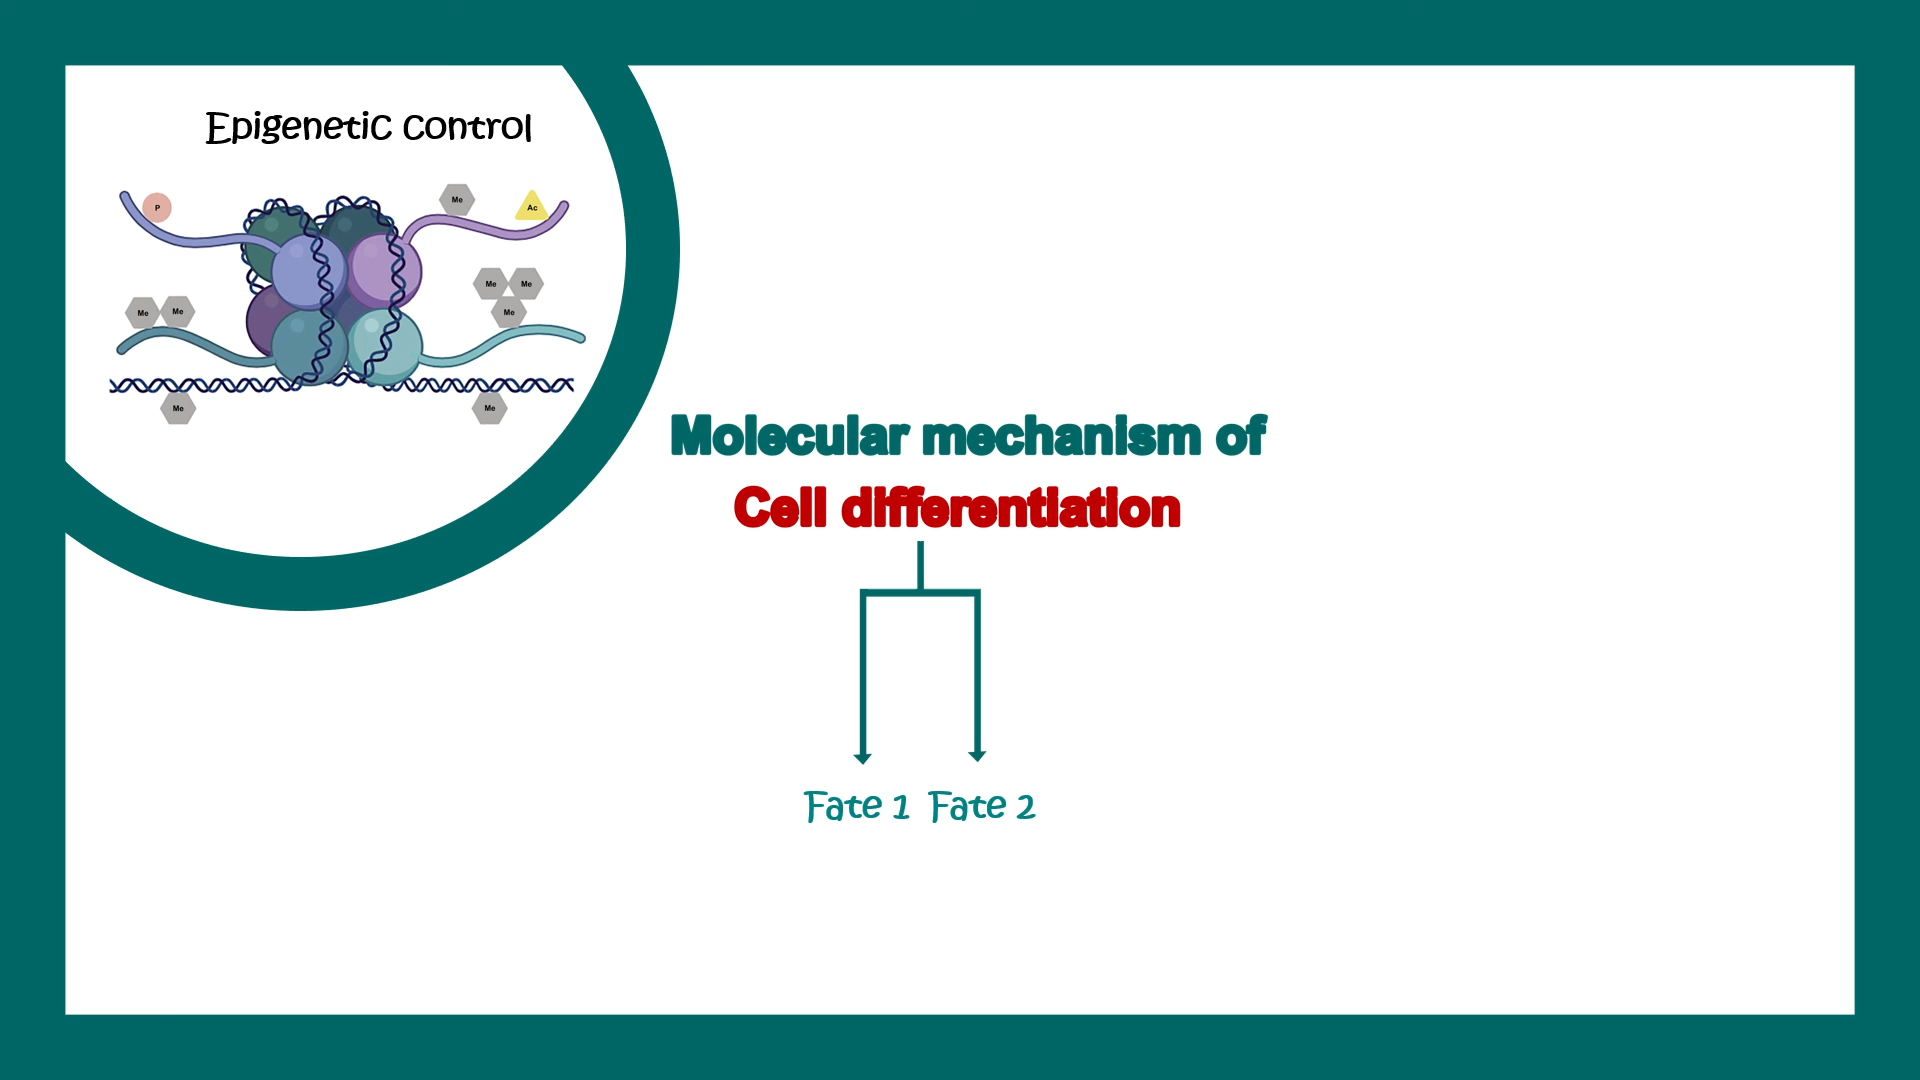 Epigenetic control
P
Me
Ac
Me Me
Me
Me Me
Me
Me
Me
Molecular mechanism of
Cell differentiation
Fate 1 Fate 2